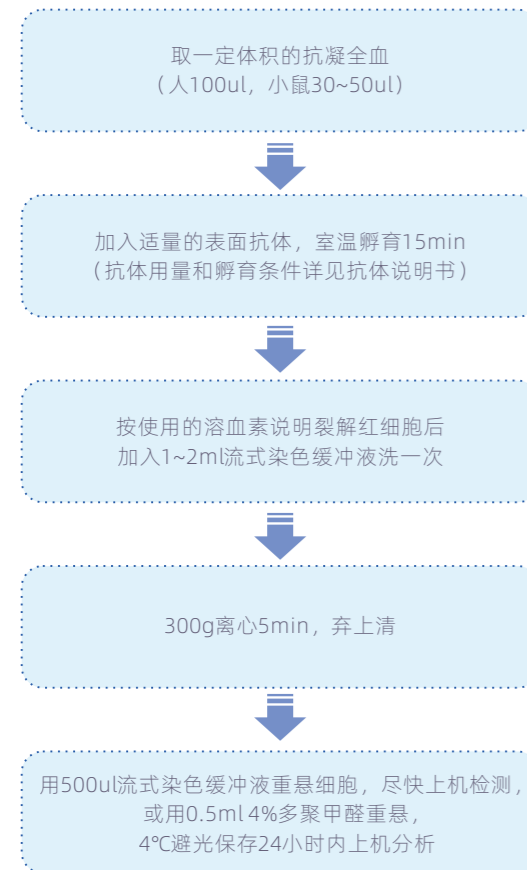 取一定体积的抗凝全血
（人100ul，小鼠30~50ul）
加入适量的表面抗体，室温孵育15min
（抗体用量和孵育条件详见抗体说明书）
按使用的溶血素说明裂解红细胞后
加入1~2ml流式染色缓冲液洗一次
300g离心5min，弃上清
用500ul流式染色缓冲液重悬细胞，尽快上机检测，
或用0.5ml 4%多聚甲醛重悬，
4℃避光保存24小时内上机分析